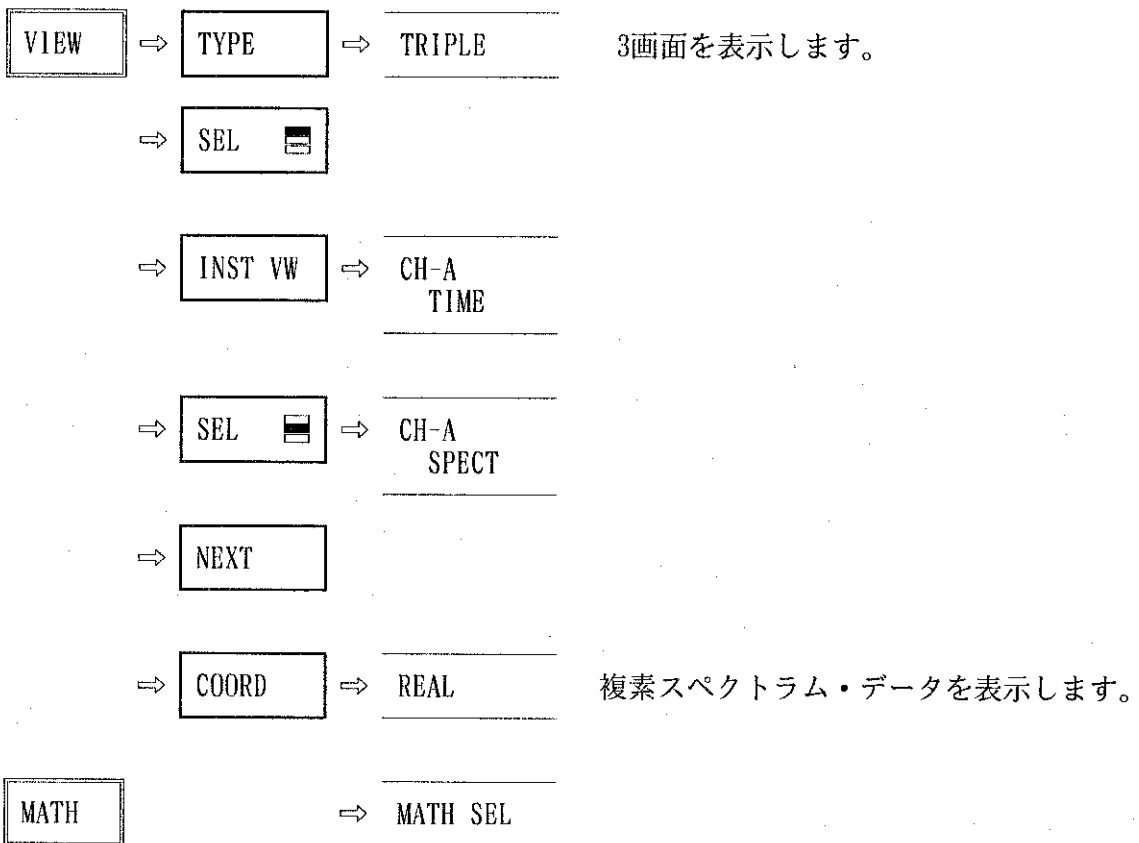 VIEW ⇨ TYPE ⇨ TRIPLE 3画面を表示します。
⇨ SEL
⇨ INST VW ⇨ CH-A
TIME
⇨ SEL ⇨ CH-A
SPECT
⇨ NEXT
⇨ COORD ⇨ REAL 複素スペクトラム・データを表示します。
MATH ⇨ MATH SEL